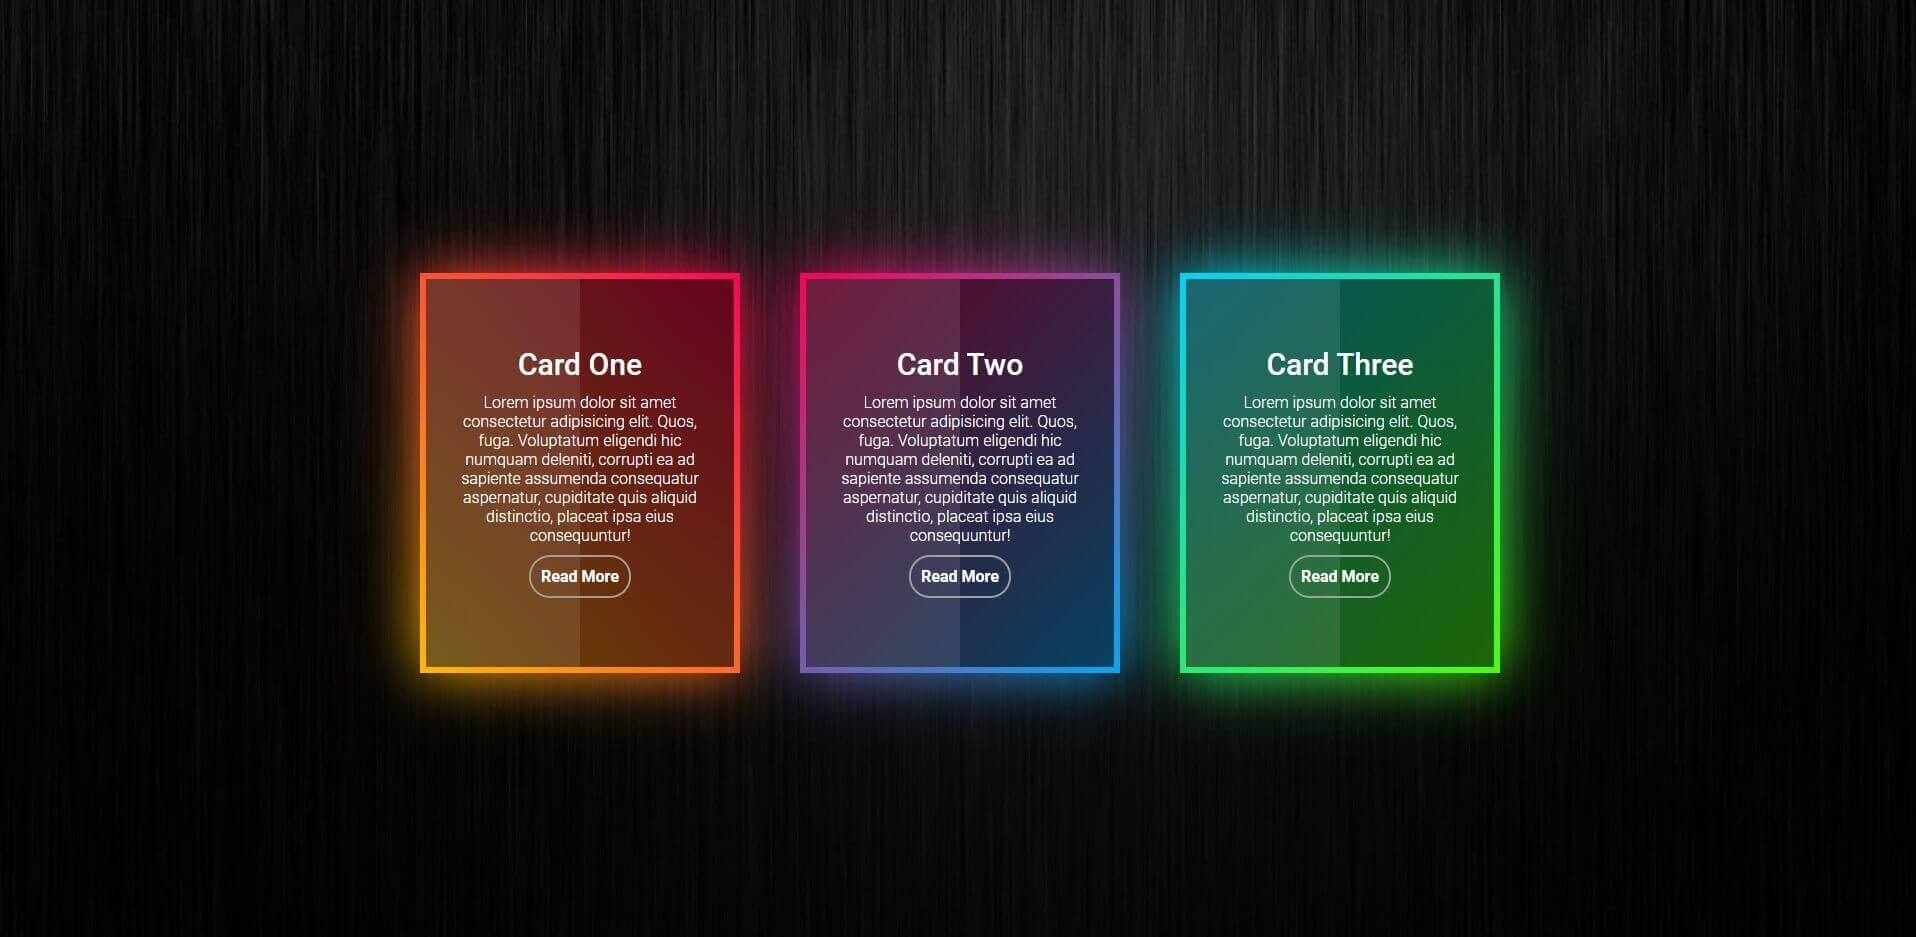 Card One
Lorem ipsum dolor sit amet
consectetur adipisicing elit. Quos,
fuga. Voluptatum eligendi hic
numquam deleniti, corrupti ea ad
sapiente assumenda consequatur
aspernatur, cupiditate quis aliquid
distinctio, placeat ipsa eius
consequuntur!
Read More
Card Two
Lorem ipsum dolor sit amet
consectetur adipisicing elit. Quos,
fuga. Voluptatum eligendi hic
numquam deleniti, corrupti ea ad
sapiente assumenda consequatur
aspernatur, cupiditate quis aliquid
distinctio, placeat ipsa eius
consequuntur!
Read More
Card Three
Lorem ipsum dolor sit amet
consectetur adipisicing elit. Quos,
fuga. Voluptatum eligendi hic
numquam deleniti, corrupti ea ad
sapiente assumenda consequatur
aspernatur, cupiditate quis aliquid
distinctio, placeat ipsa eius
consequuntur!
Read More